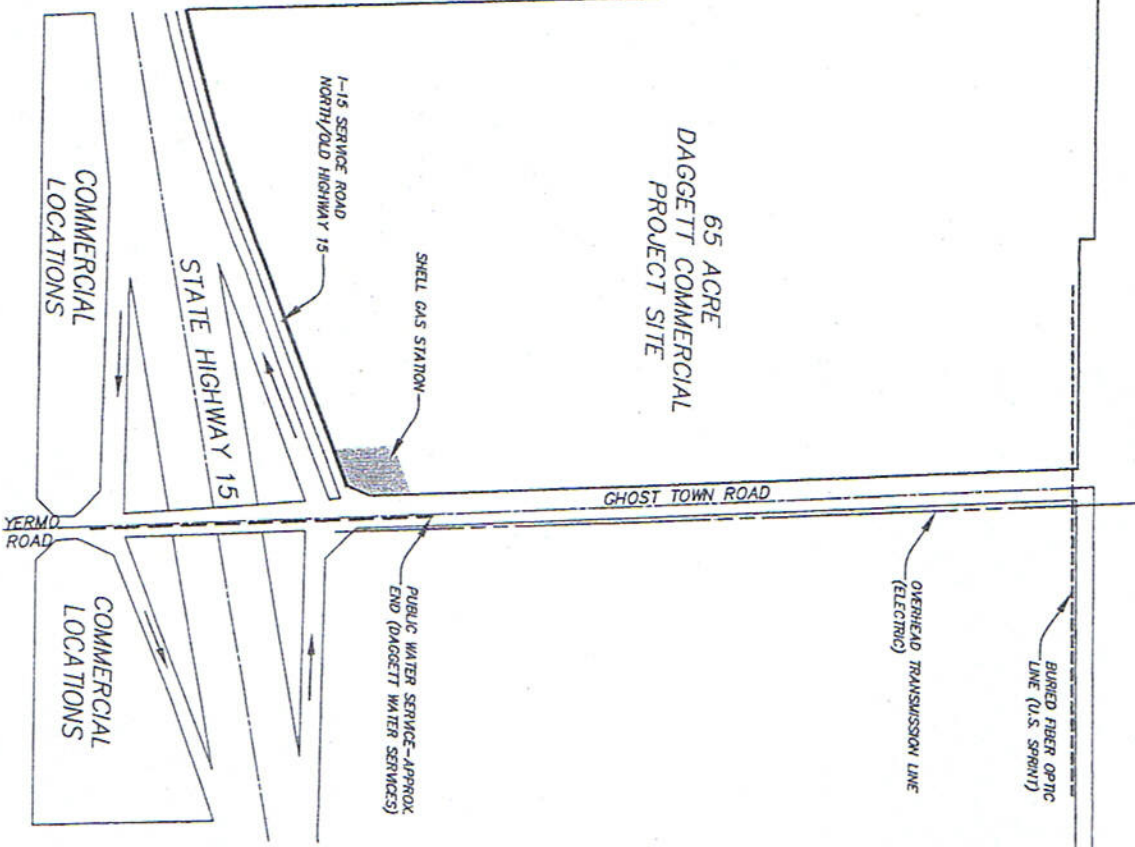 65 ACRE
DAGGETT COMMERCIAL
PROJECT SITE
I-15 SERVICE ROAD
NORTH/OLD HIGHWAY 15
SHELL GAS STATION
STATE HIGHWAY 15
COMMERCIAL
LOCATIONS
GHOST TOWN ROAD
YERMO
ROAD
BURIED FIBER OPTIC
LINE (U.S. SPRINT)
OVERHEAD TRANSMISSION LINE
(ELECTRIC)
PUBLIC WATER SERVICE-APPROX.
END (DAGGETT WATER SERVICES)
COMMERCIAL
LOCATIONS